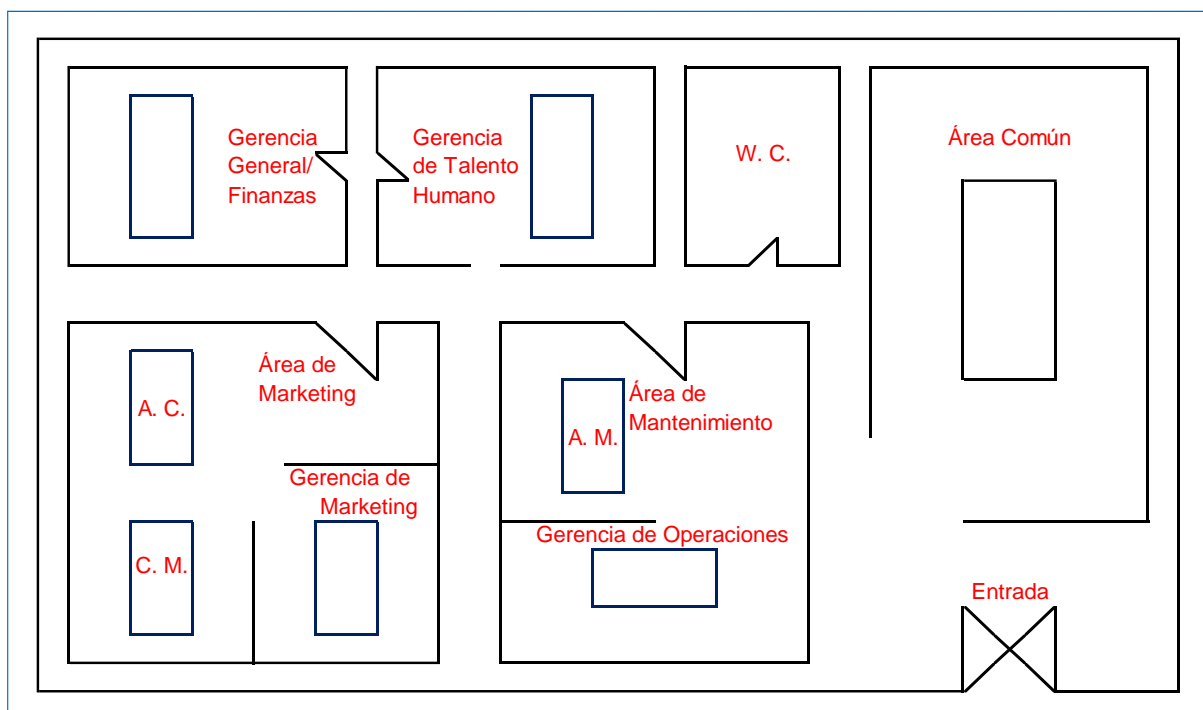 Gerencia
General/
Finanzas
Gerencia
de Talento
Humano
W. C.
Área Común
Área de
Marketing
A. C.
Gerencia de
Marketing
C. M.
Área de
Mantenimiento
A. M.
Gerencia de Operaciones
Entrada